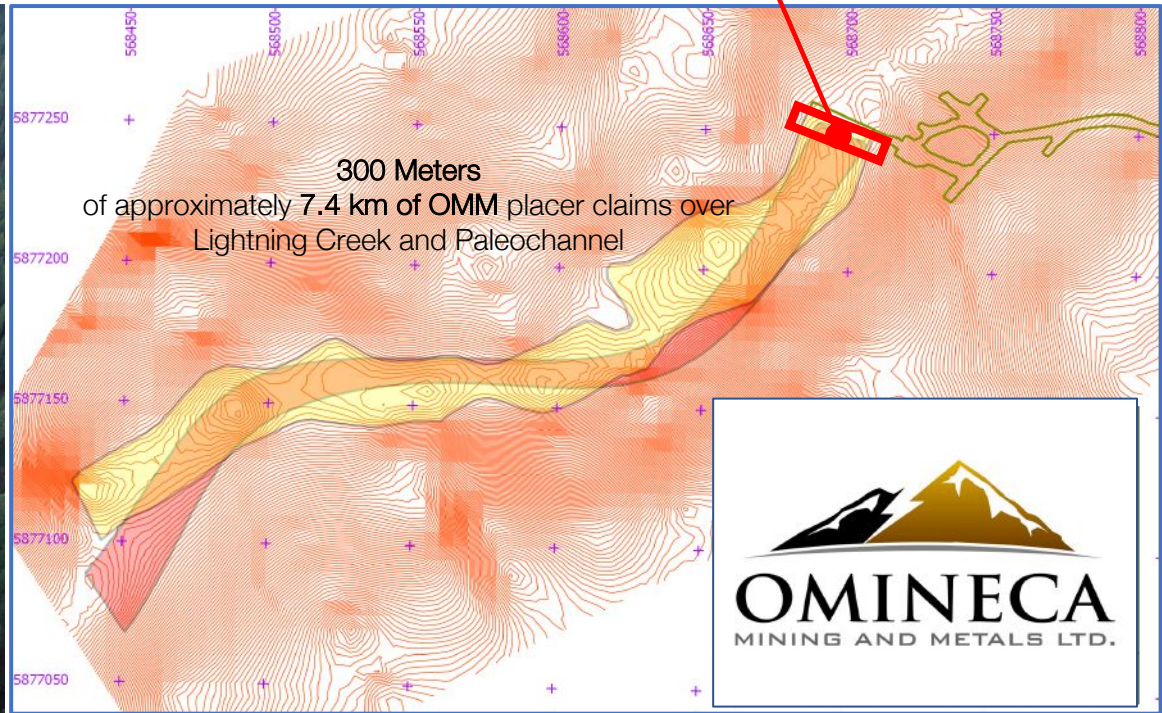 568450
568500
568550
568600
568650
568700
568750
568800
5877250
300 Meters
of approximately 7.4 km of OMM placer claims over
Lightning Creek and Paleochannel
5877200
5877150
5877100
5877050
OMINECA
MINING AND METALS LTD.